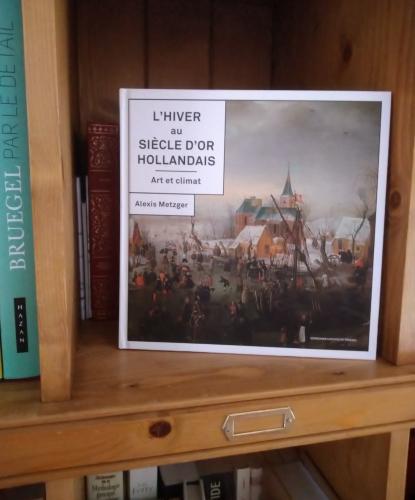 BRUEGEL PAR LE DÉTAIL
HAZAN
L'HIVER
au
SIÈCLE D'OR
HOLLANDAIS
Art et climat
Alexis Metzger